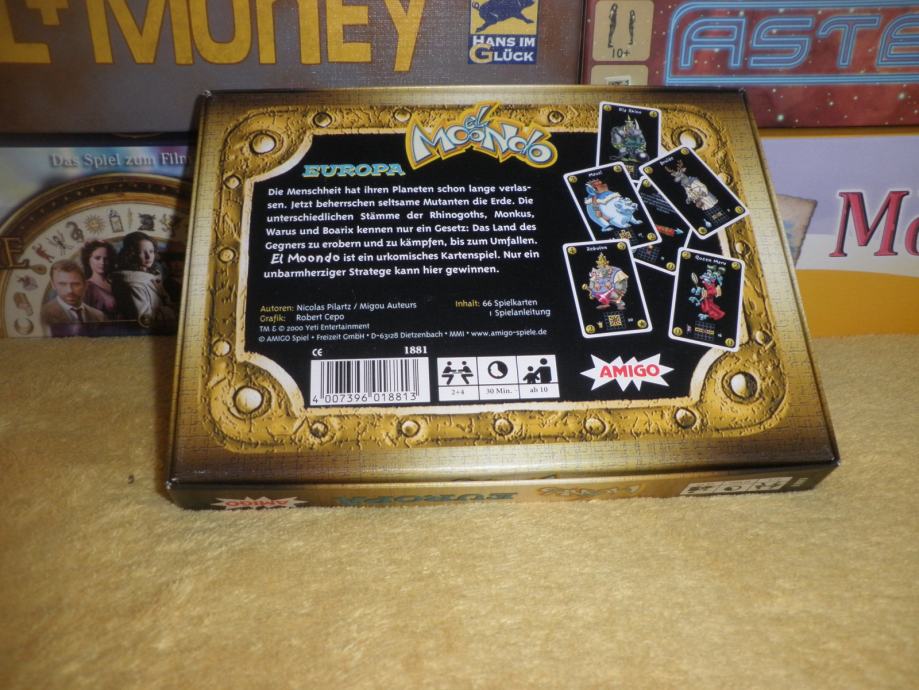 MONEY
HANS IM
GLÜCK
10+
ASTE
Das Spiel zum Film
EL
MOONDO
EUROPA
Die Menschheit hat ihren Planeten schon lange verlas-
sen. Jetzt beherrschen seltsame Mutanten die Erde. Die
unterschiedlichen Stämme der Rhinogoths, Monkus,
Warus und Boarix kennen nur ein Gesetz: Das Land des
Gegners zu erobern und zu kämpfen, bis zum Umfallen.
El Moondo ist ein urkomisches Kartenspiel. Nur ein
unbarmherziger Stratege kann hier gewinnen.
Autoren: Nicolas Pilartz / Migou Auteurs
Grafik: Robert Cepo
Inhalt: 66 Spielkarten
1 Spielanleitung
TM & © 2000 Yeti Entertainment
© AMIGO Spiel + Freizeit GmbH • D-63128 Dietzenbach • MMI • www.amigo-spiele.de
CE
1881
4 007396 018813
2+4
30 Min.
ab 10
AMIGO
Queen Mary
AMIGO
EUROPA